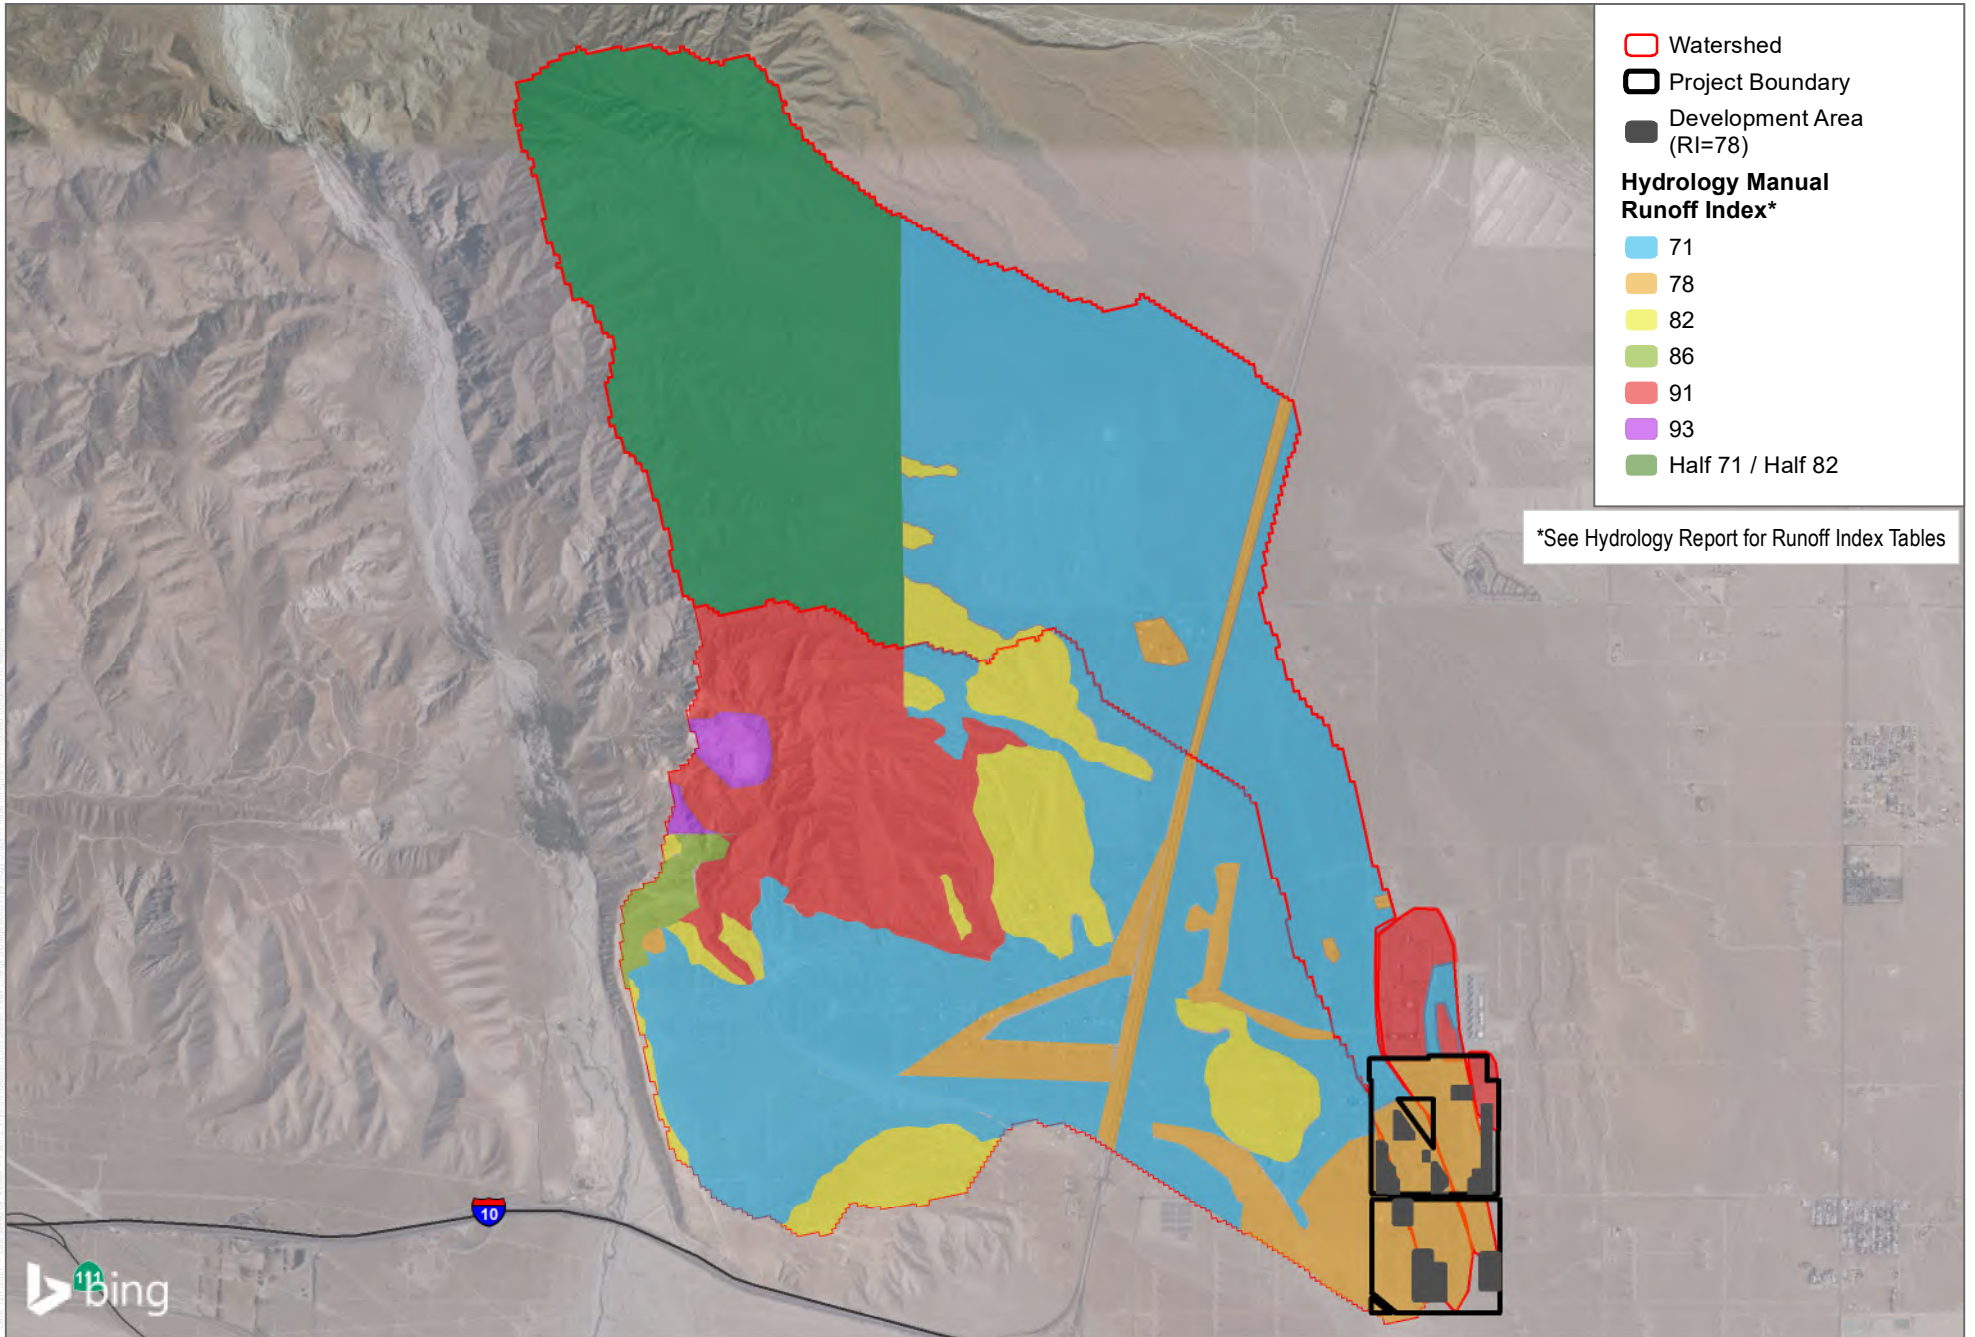 Watershed
Project Boundary
Development Area
(RI=78)
Hydrology Manual
Runoff Index*
71
78
82
86
91
93
Half 71 / Half 82
*See Hydrology Report for Runoff Index Tables
10
111
bing